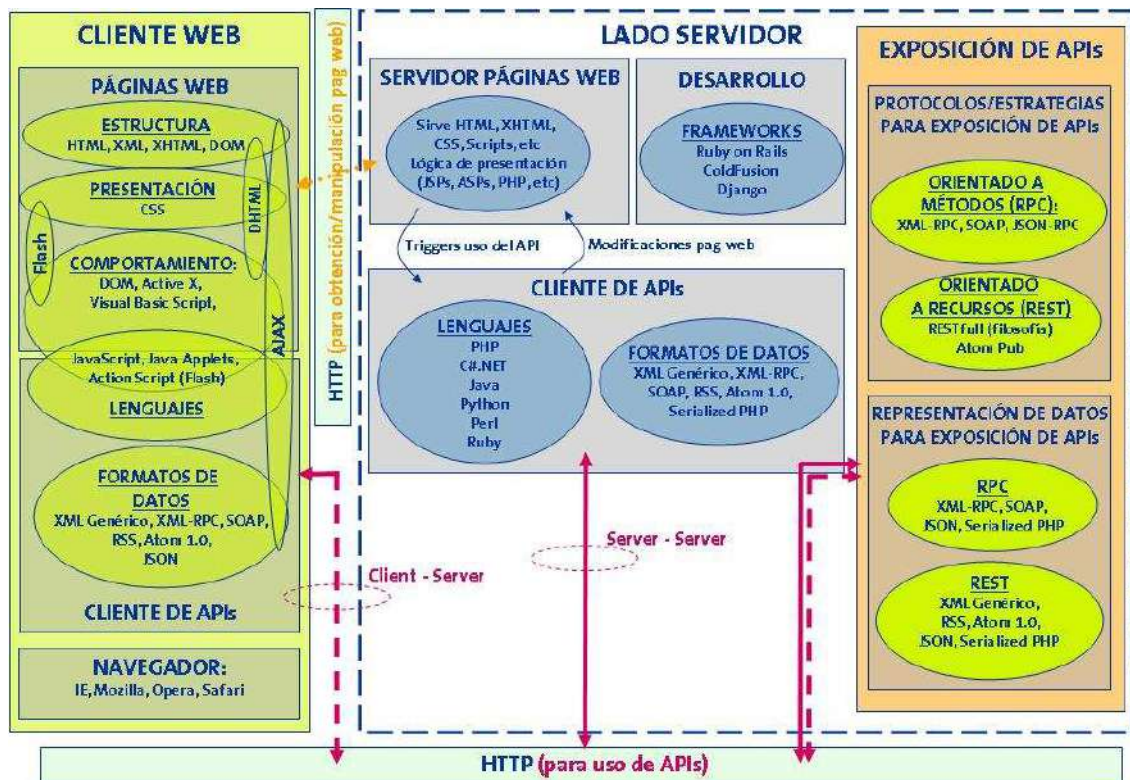 CLIENTE WEB
PÁGINAS WEB
ESTRUCTURA
HTML, XML, XHTML, DOM
PRESENTACIÓN
CSS
Flash
DHTML
AJAX
COMPORTAMIENTO:
DOM, Active X,
Visual Basic Script,
JavaScript, Java Applets,
Action Script (Flash)
LENGUAJES
FORMATOS DE
DATOS
XML Genérico, XML-RPC, SOAP,
RSS, Atom 1.0,
JSON
CLIENTE DE APIs
NAVEGADOR:
IE, Mozilla, Opera, Safari
HTTP (para obtención/manipulación pag web)
LADO SERVIDOR
SERVIDOR PÁGINAS WEB
Sirve HTML, XHTML,
CSS, Scripts, etc
Lógica de presentación
(JSPs, ASPs, PHP, etc)
DESARROLLO
FRAMEWORKS
Ruby on Rails
ColdFusion
Django
Triggers uso del API
Modificaciones pag web
CLIENTE DE APIs
LENGUAJES
PHP
C#.NET
Java
Python
Perl
Ruby
FORMATOS DE DATOS
XML Genérico, XML-RPC,
SOAP, RSS, Atom 1.0,
Serialized PHP
Client - Server
Server - Server
EXPOSICIÓN DE APIs
PROTOCOLOS/ESTRATEGIAS
PARA EXPOSICIÓN DE APIs
ORIENTADO A
MÉTODOS (RPC):
XML-RPC, SOAP, JSON-RPC
ORIENTADO
A RECURSOS (REST)
RESTfull (filosofía)
Atom Pub
REPRESENTACIÓN DE DATOS
PARA EXPOSICIÓN DE APIs
RPC
XML-RPC, SOAP,
JSON, Serialized PHP
REST
XML Genérico,
RSS, Atom 1.0,
JSON, Serialized PHP
HTTP (para uso de APIs)